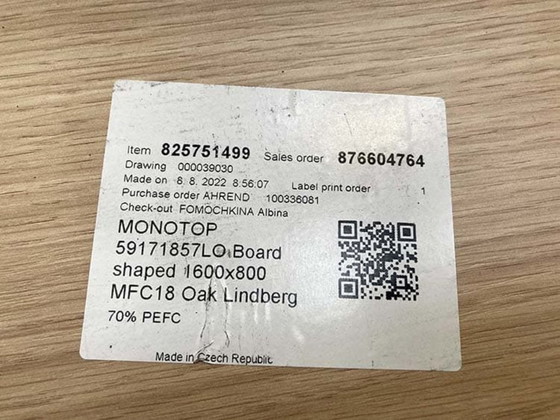 Item 825751499 Sales order 876604764
Drawing 000039030
Made on 8. 8. 2022 8:56:07 Label print order 1
Purchase order AHREND 100336081
Check-out FOMOCHKINA Albina
MONOTOP
59171857LO Board
shaped 1600x800
MFC18 Oak Lindberg
70% PEFC
Made in Czech Republic